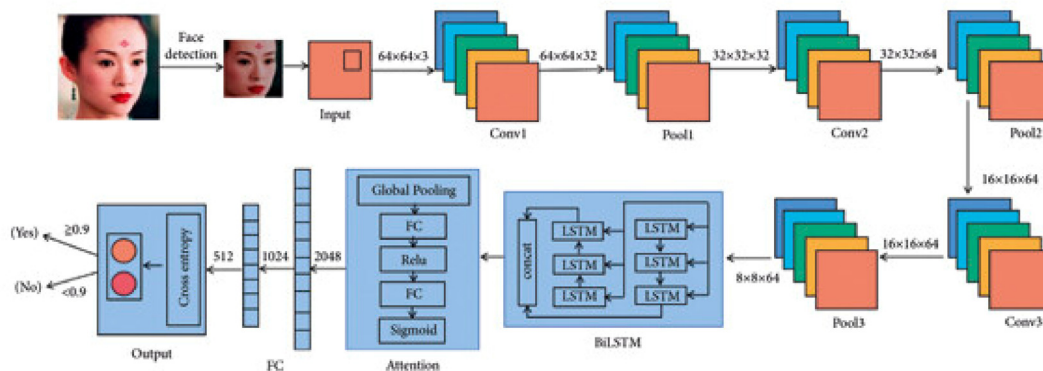 Face
detection
Input
64×64×3
Conv1
64×64×32
Pool1
32×32×32
Conv2
32×32×64
Pool2
16×16×64
Conv3
16×16×64
Pool3
8×8×64
BiLSTM
LSTM
LSTM
LSTM
LSTM
LSTM
LSTM
concat
Attention
Global Pooling
FC
Relu
FC
Sigmoid
2048
FC
1024
512
Output
Cross entropy
≥0.9
(Yes)
<0.9
(No)